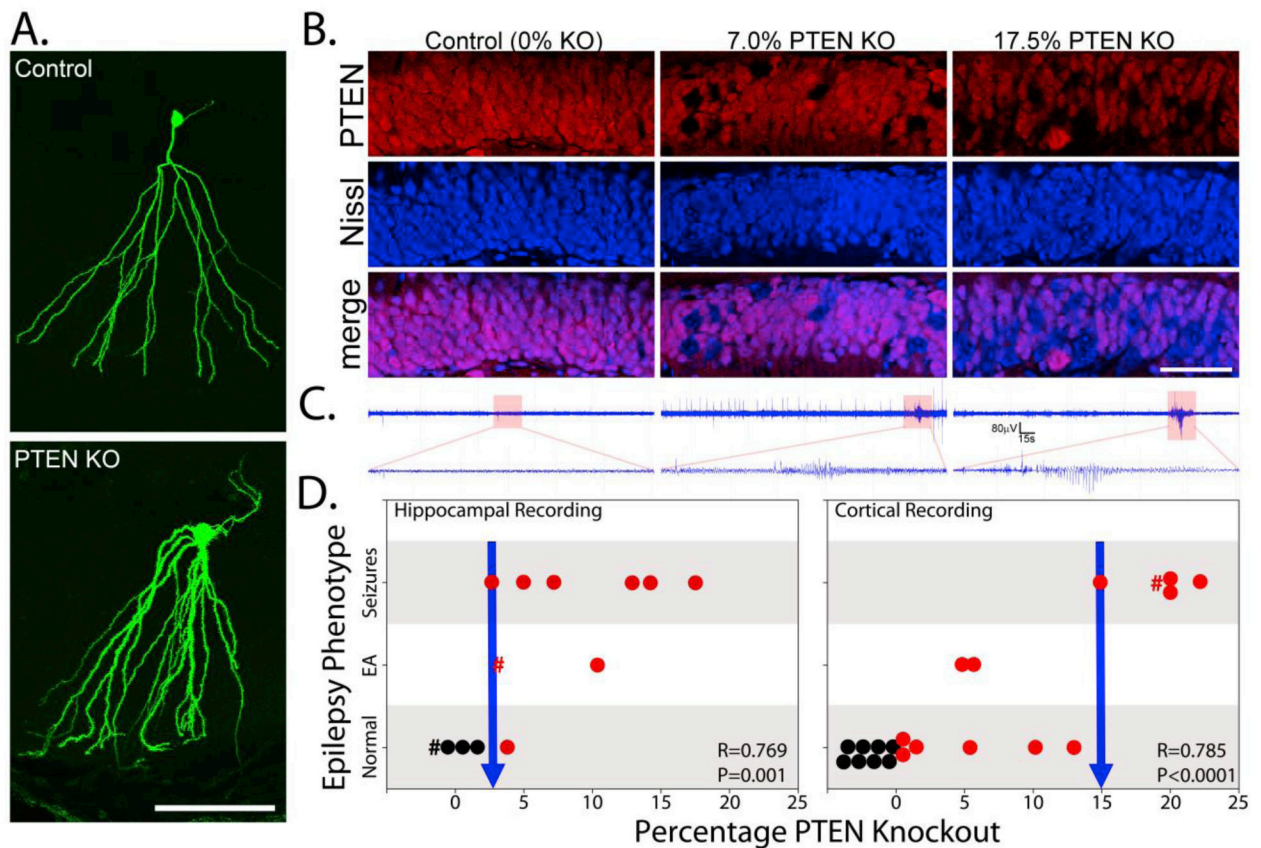 A.
Control
PTEN KO
B.
Control (0% KO)
7.0% PTEN KO
17.5% PTEN KO
PTEN
Nissl
merge
C.
80µV
15s
D.
Epilepsy Phenotype
Seizures
EA
Normal
Hippocampal Recording
#
#
R=0.769
P=0.001
0
5
10
15
20
25
Cortical Recording
#
R=0.785
P<0.0001
0
5
10
15
20
25
Percentage PTEN Knockout